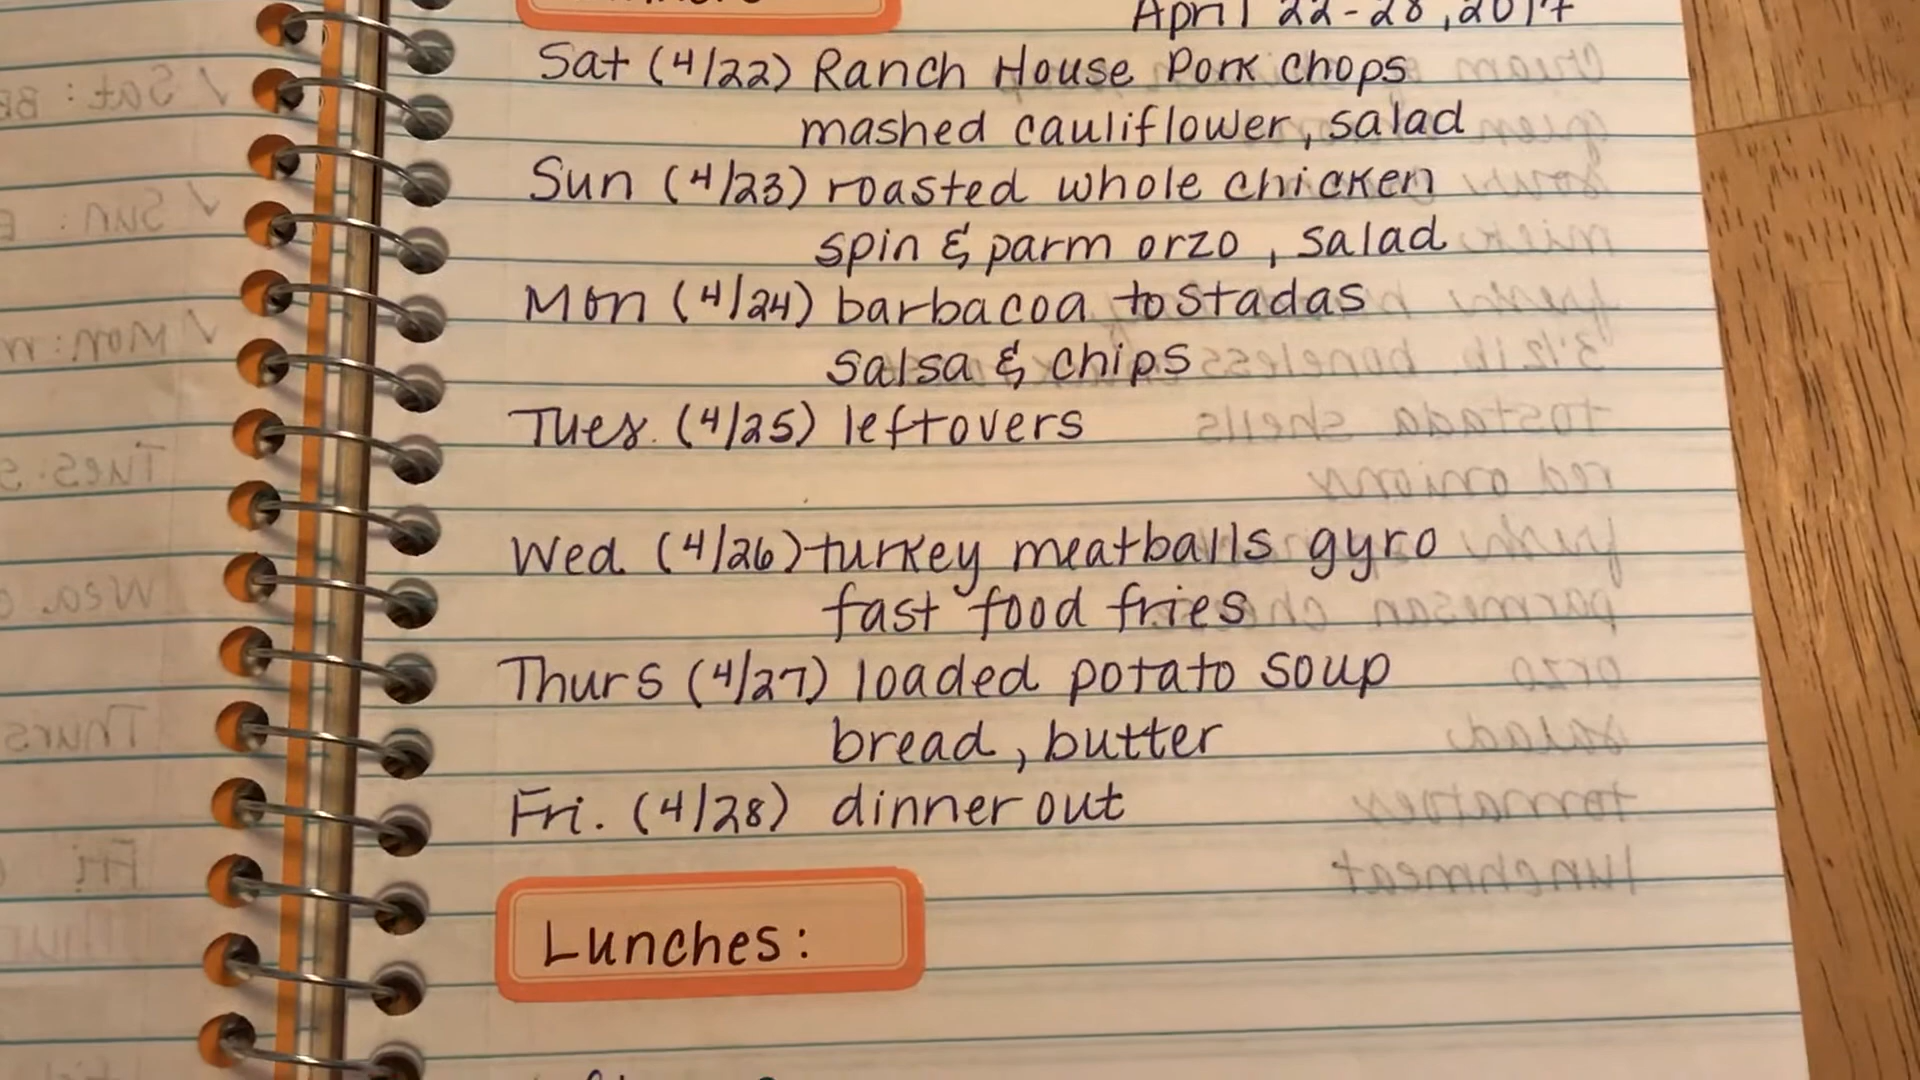 April 22-28, 2017
Sat (4/22) Ranch House Pork Chops
mashed cauliflower, salad
Sun (4/23) roasted whole chicken
spin & parm orzo, salad
Mon (4/24) barbacoa tostadas
salsa & chips
Tues. (4/25) leftovers
Wed (4/26) turkey meatballs gyro
fast food fries
Thurs (4/27) loaded potato soup
bread, butter
Fri. (4/28) dinner out
Lunches: